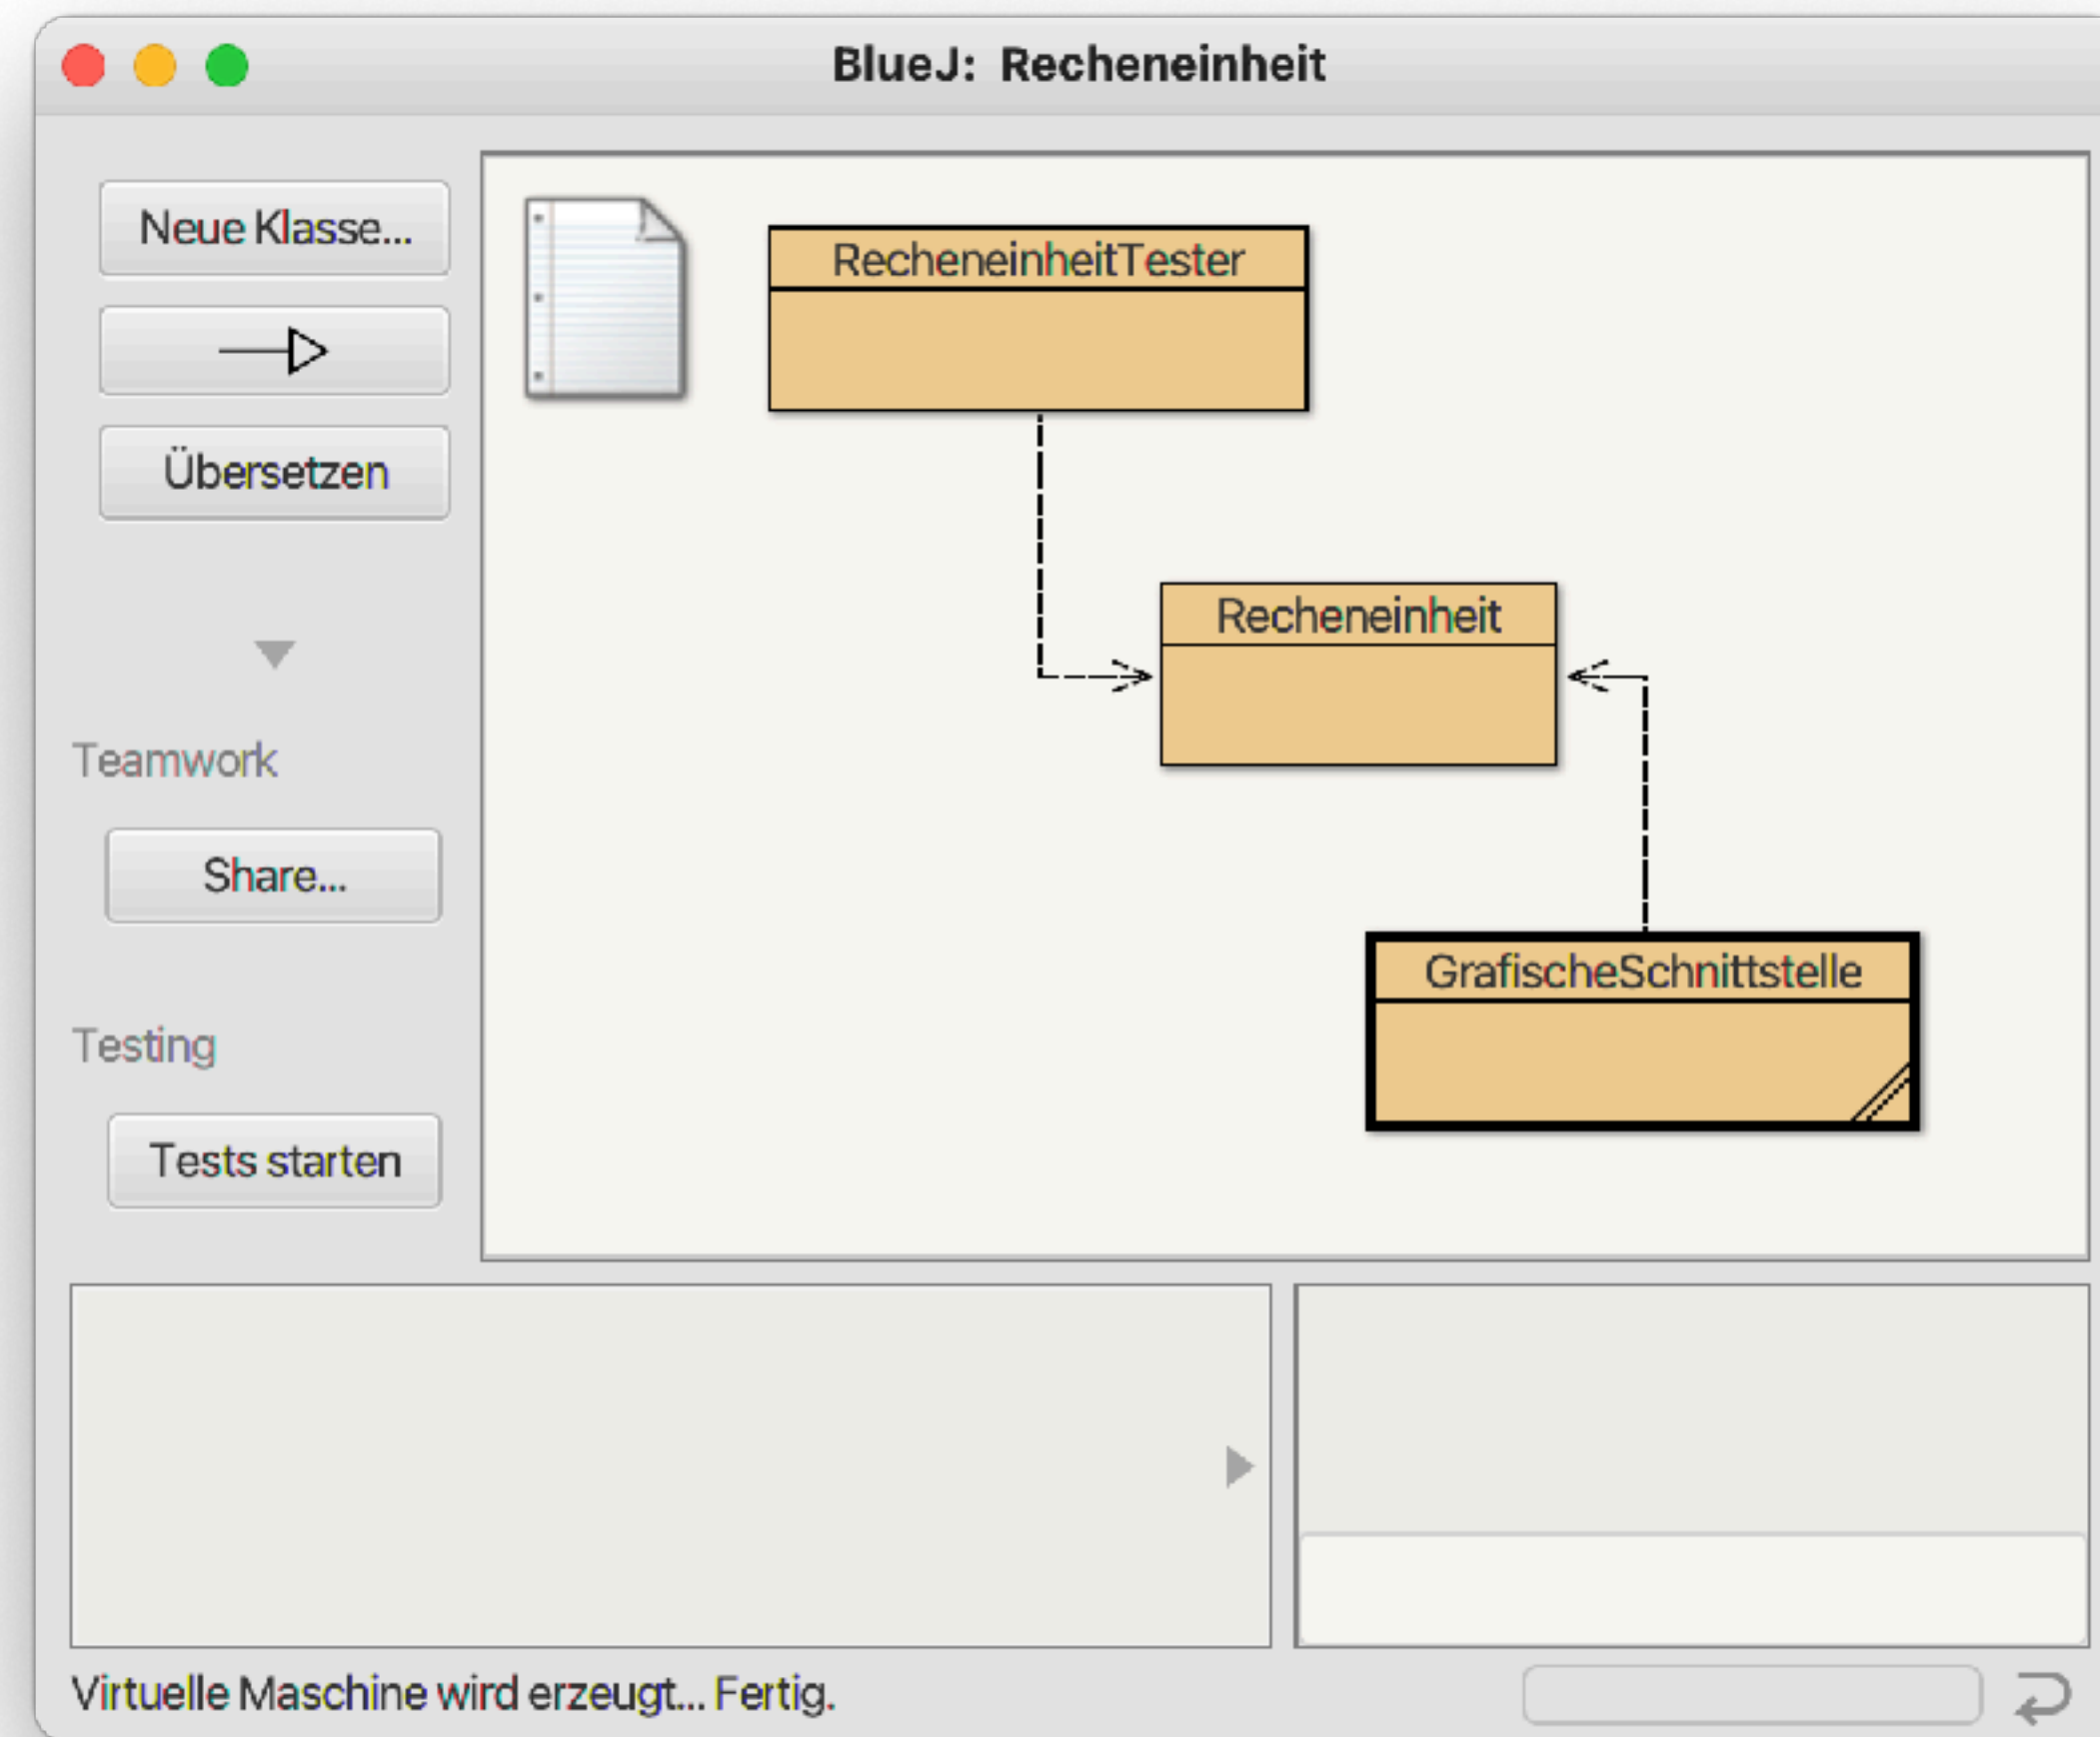 BlueJ: Recheneinheit
Neue Klasse...
Übersetzen
Teamwork
Share...
Testing
Tests starten
RecheneinheitTester
Recheneinheit
GrafischeSchnittstelle
Virtuelle Maschine wird erzeugt... Fertig.